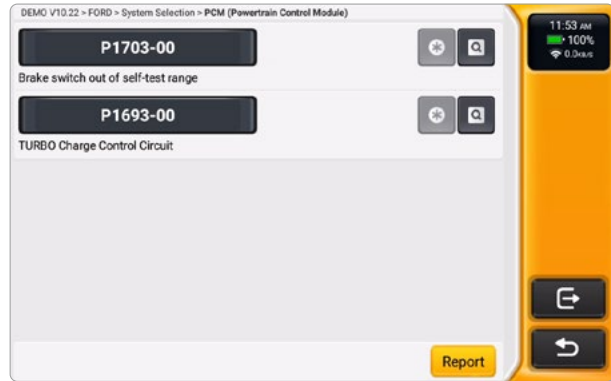 DEMO V10.22 > FORD > System Selection > PCM (Powertrain Control Module)
11:53 AM
100%
P1703-00
Brake switch out of self-test range
P1693-00
TURBO Charge Control Circuit
Report